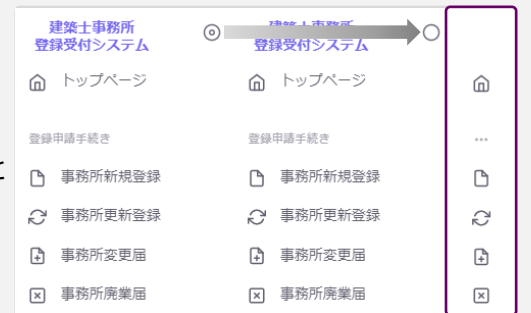 建築士事務所
登録受付システム
トップページ
登録申請手続き
事務所新規登録
事務所更新登録
事務所変更届
事務所廃業届
建築士事務所
登録受付システム
トップページ
登録申請手続き
事務所新規登録
事務所更新登録
事務所変更届
事務所廃業届
...